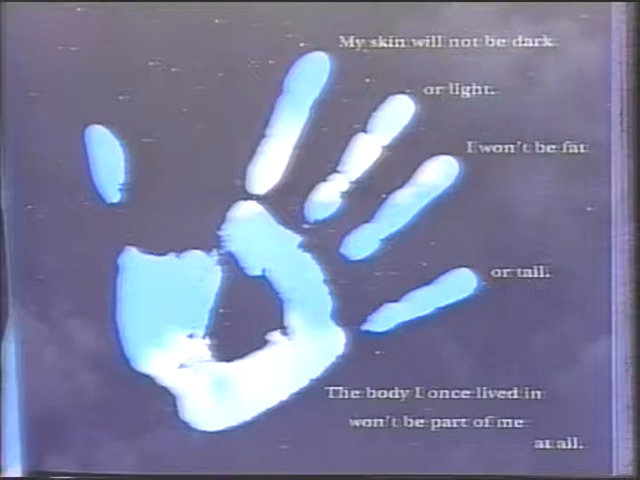 My skin will not be dark
or light.
I won't be fat
or tall.
The body I once lived in
won't be part of me
at all.